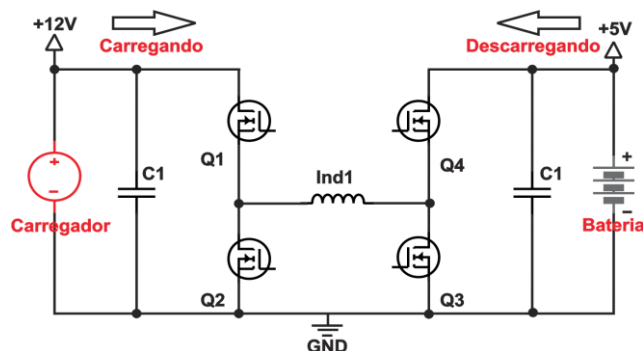 +12V
Carregando
Descarregando
+5V
Q1
Q4
C1
Ind1
C1
+
-
+
-
Carregador
Bateria
Q2
Q3
GND